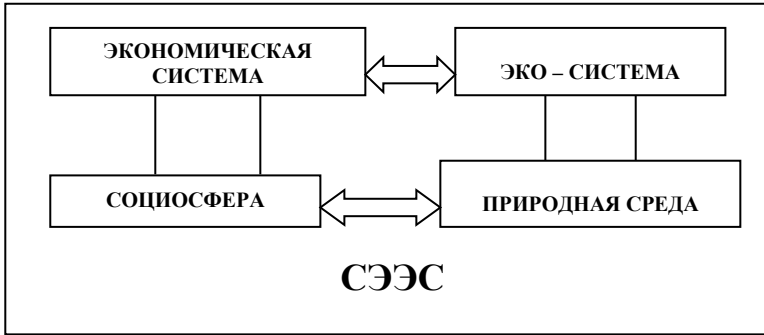 ЭКОНОМИЧЕСКАЯ
СИСТЕМА
ЭКО – СИСТЕМА
СОЦИОСФЕРА
ПРИРОДНАЯ СРЕДА
СЭЭС